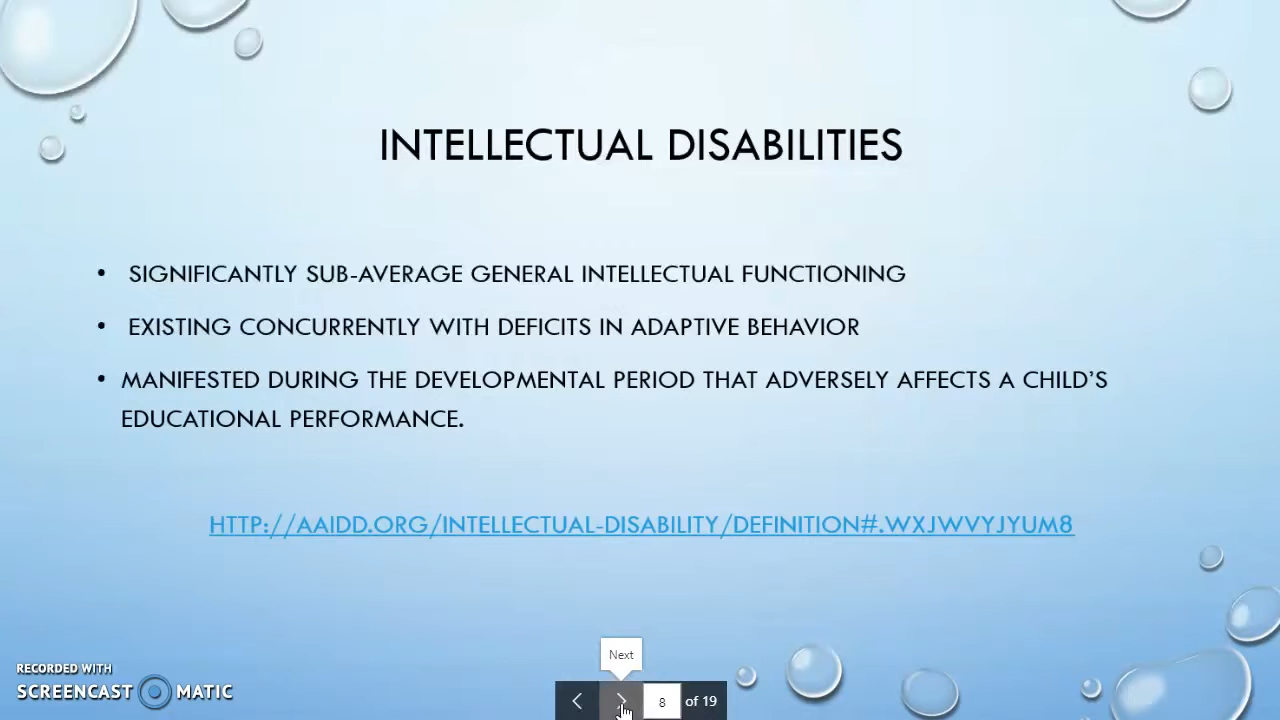 INTELLECTUAL DISABILITIES
• SIGNIFICANTLY SUB-AVERAGE GENERAL INTELLECTUAL FUNCTIONING
• EXISTING CONCURRENTLY WITH DEFICITS IN ADAPTIVE BEHAVIOR
• MANIFESTED DURING THE DEVELOPMENTAL PERIOD THAT ADVERSELY AFFECTS A CHILD’S
EDUCATIONAL PERFORMANCE.
HTTP://AAIDD.ORG/INTELLECTUAL-DISABILITY/DEFINITION#.WXJWVYJYUM8
Next
8 of 19
RECORDED WITH
SCREENCAST MATIC